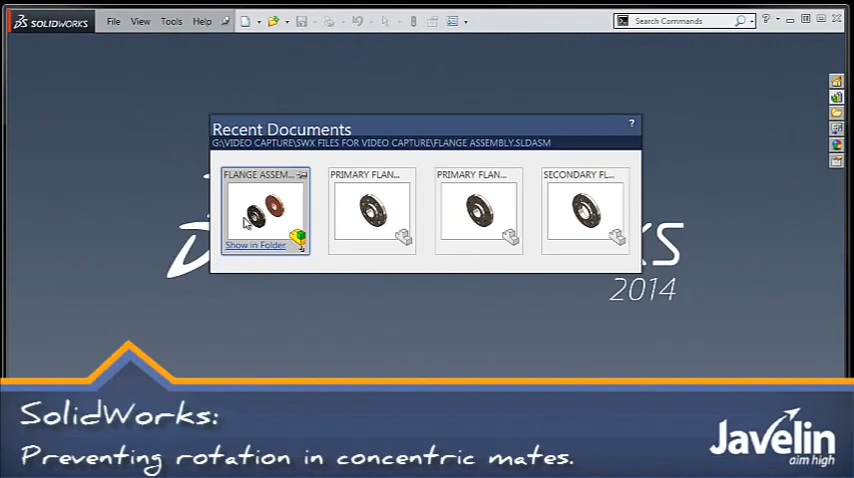 SOLIDWORKS File View Tools Help Search Commands ?
Recent Documents ?
G:\VIDEO CAPTURE\SWX FILES FOR VIDEO CAPTURE\FLANGE ASSEMBLY.SLDASM
FLANGE ASSEM... PRIMARY FLAN... PRIMARY FLAN... SECONDARY FL...
Show in Folder
KS
2014
SolidWorks:
Preventing rotation in concentric mates.
Javelin
aim high